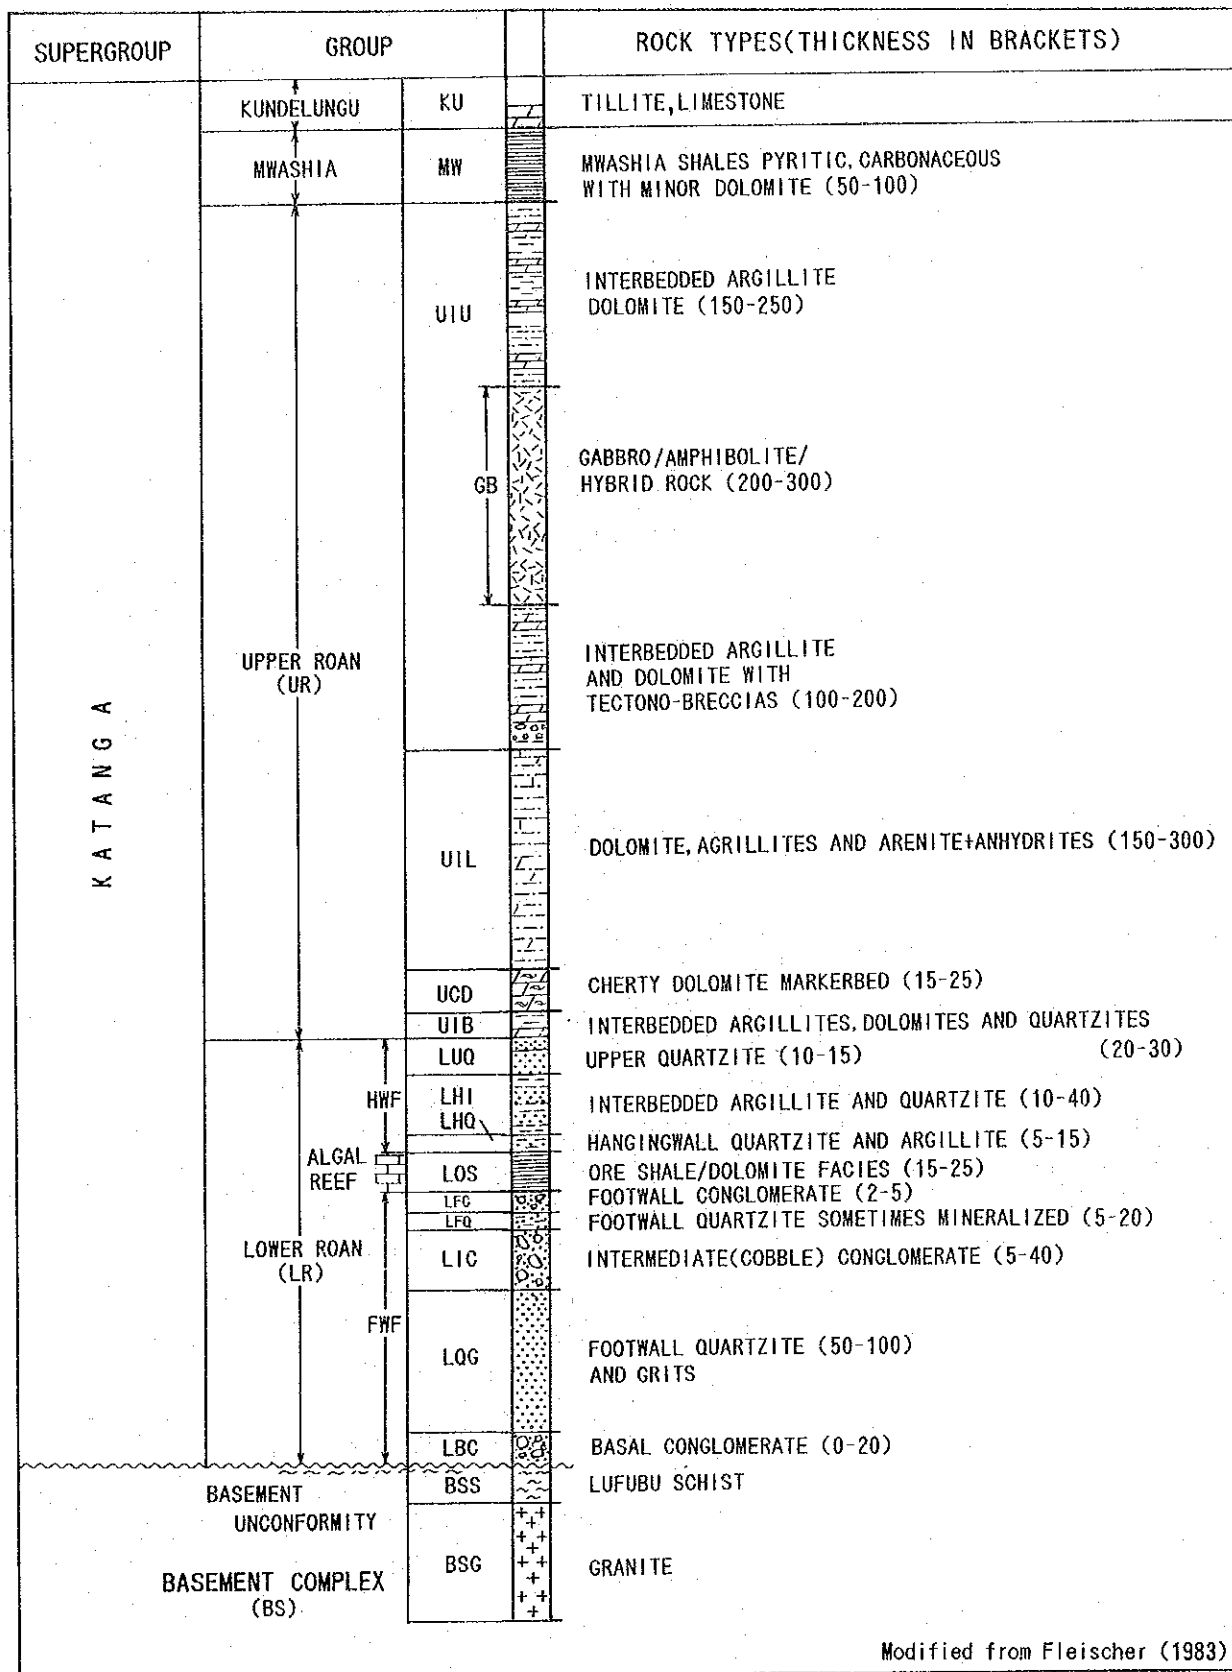 SUPERGROUP
GROUP
ROCK TYPES(THICKNESS IN BRACKETS)
KATANGA
KUNDELUNGU
KU
TILLITE, LIMESTONE
MWASHIA
MW
MWASHIA SHALES PYRITIC, CARBONACEOUS
WITH MINOR DOLOMITE (50-100)
UPPER ROAN
(UR)
UIU
INTERBEDDED ARGILLITE
DOLOMITE (150-250)
GB
GABBRO/AMPHIBOLITE/
HYBRID ROCK (200-300)
INTERBEDDED ARGILLITE
AND DOLOMITE WITH
TECTONO-BRECCIAS (100-200)
UIL
DOLOMITE, AGRILLITES AND ARENITE+ANHYDRITES (150-300)
UCD
CHERTY DOLOMITE MARKERBED (15-25)
UIB
INTERBEDDED ARGILLITES, DOLOMITES AND QUARTZITES
(20-30)
LOWER ROAN
(LR)
HWF
LUQ
UPPER QUARTZITE (10-15)
LHI
INTERBEDDED ARGILLITE AND QUARTZITE (10-40)
LHQ
HANGINGWALL QUARTZITE AND ARGILLITE (5-15)
ALGAL
REEF
LOS
ORE SHALE/DOLOMITE FACIES (15-25)
LFC
FOOTWALL CONGLOMERATE (2-5)
LFQ
FOOTWALL QUARTZITE SOMETIMES MINERALIZED (5-20)
LIC
INTERMEDIATE(COBBLE) CONGLOMERATE (5-40)
FWF
LQG
FOOTWALL QUARTZITE (50-100)
AND GRITS
LBC
BASAL CONGLOMERATE (0-20)
BASEMENT
UNCONFORMITY
BSS
LUFUBU SCHIST
BASEMENT COMPLEX
(BS)
BSG
GRANITE
Modified from Fleischer (1983)